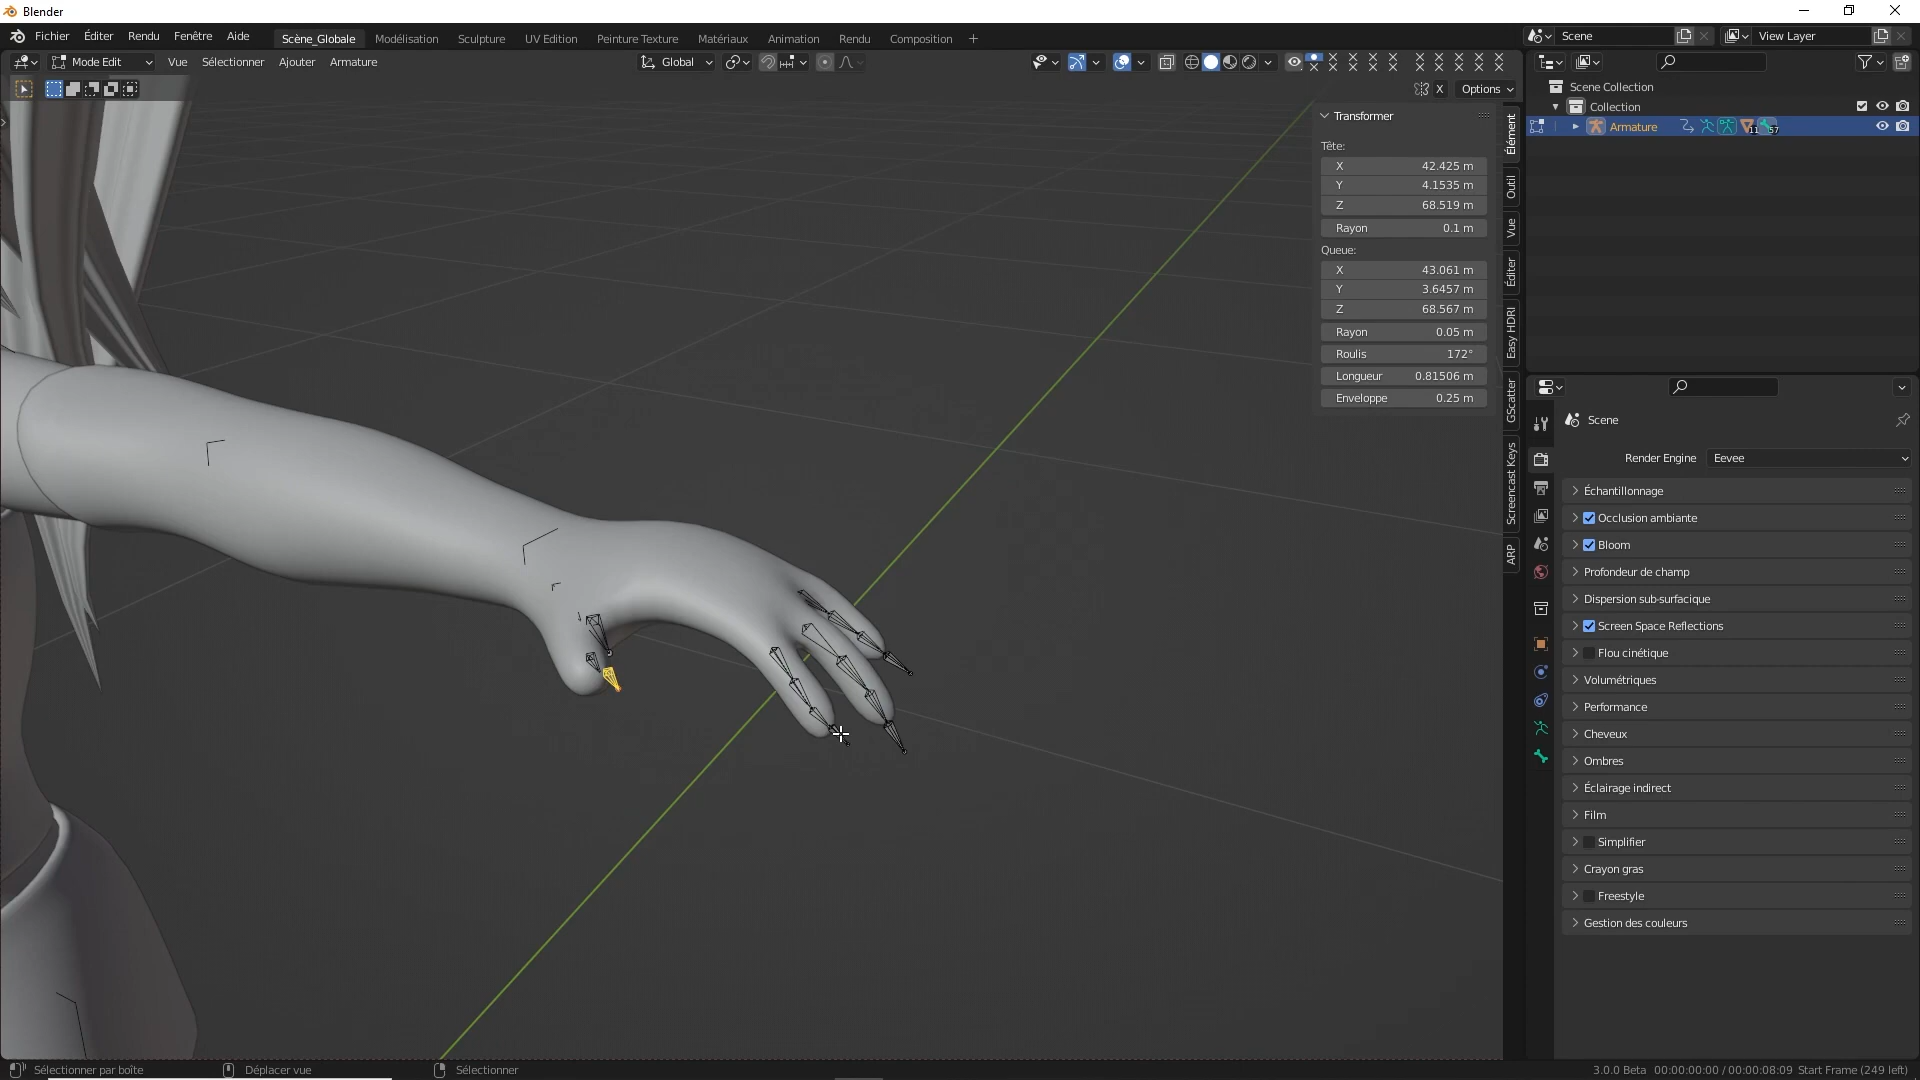 Blender
Fichier Éditer Rendu Fenêtre Aide Scène_Globale Modélisation Sculpture UV Edition Peinture Texture Matériaux Animation Rendu Composition + Scene View Layer
Mode Edit Vue Sélectionner Ajouter Armature Global
X Options
Scene Collection
Collection
Armature 11 57
Transformer
Tête:
X 42.425 m
Y 4.1535 m
Z 68.519 m
Rayon 0.1 m
Queue:
X 43.061 m
Y 3.6457 m
Z 68.567 m
Rayon 0.05 m
Roulis 172°
Longueur 0.81506 m
Enveloppe 0.25 m
Élément
Outil
Vue
Éditer
Easy HDRI
GScatter
Screencast Keys
ARP
Scene
Render Engine Eevee
Échantillonnage
Occlusion ambiante
Bloom
Profondeur de champ
Dispersion sub-surfacique
Screen Space Reflections
Flou cinétique
Volumétriques
Performance
Cheveux
Ombres
Éclairage indirect
Film
Simplifier
Crayon gras
Freestyle
Gestion des couleurs
Sélectionner par boîte Déplacer vue Sélectionner 3.0.0 Beta 00:00:00:00 / 00:00:08:09 Start Frame (249 left)